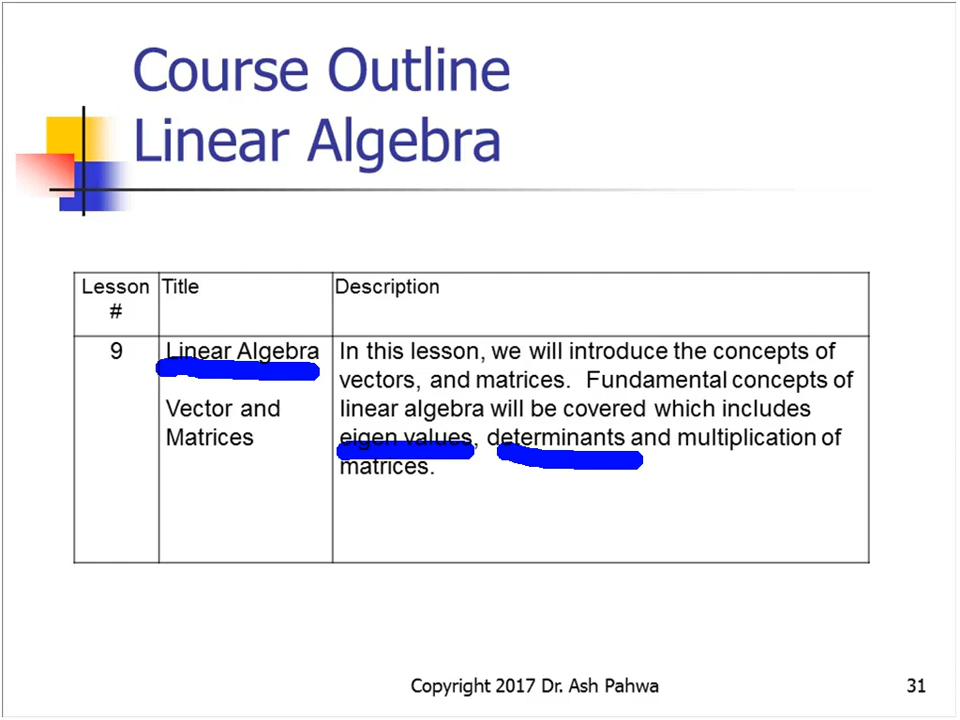 Course Outline
Linear Algebra
Lesson #
Title
Description
9
Linear Algebra
Vector and
Matrices
In this lesson, we will introduce the concepts of
vectors, and matrices. Fundamental concepts of
linear algebra will be covered which includes
eigen values, determinants and multiplication of
matrices.
Copyright 2017 Dr. Ash Pahwa
31